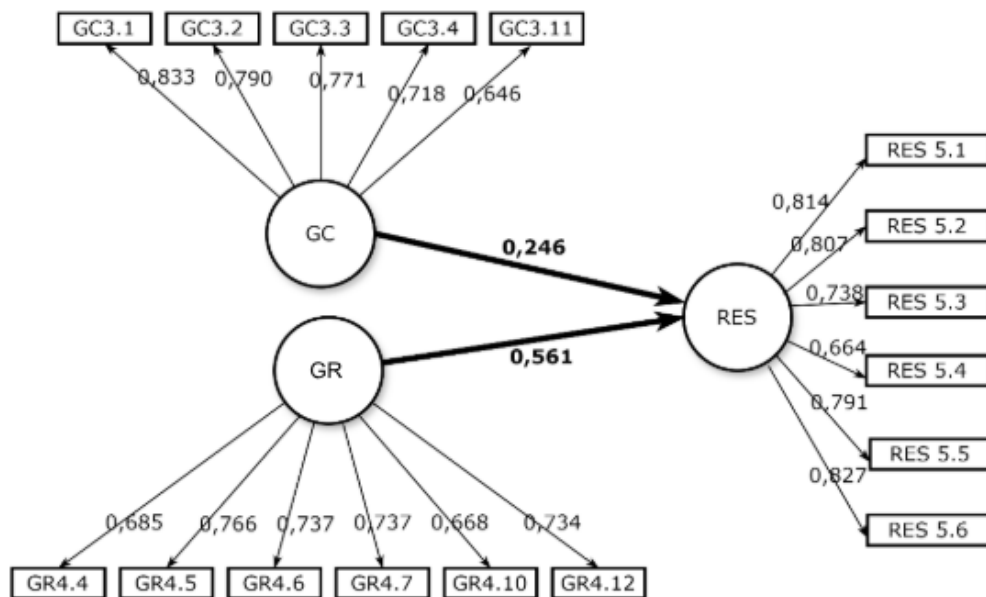 GC3.1 GC3.2 GC3.3 GC3.4 GC3.11
0,833 0,790 0,771 0,718 0,646
GC
0,246
GR
0,561
RES
0,814
0,807
0,738
0,664
0,791
0,827
RES 5.1
RES 5.2
RES 5.3
RES 5.4
RES 5.5
RES 5.6
0,685 0,766 0,737 0,737 0,668 0,734
GR4.4 GR4.5 GR4.6 GR4.7 GR4.10 GR4.12